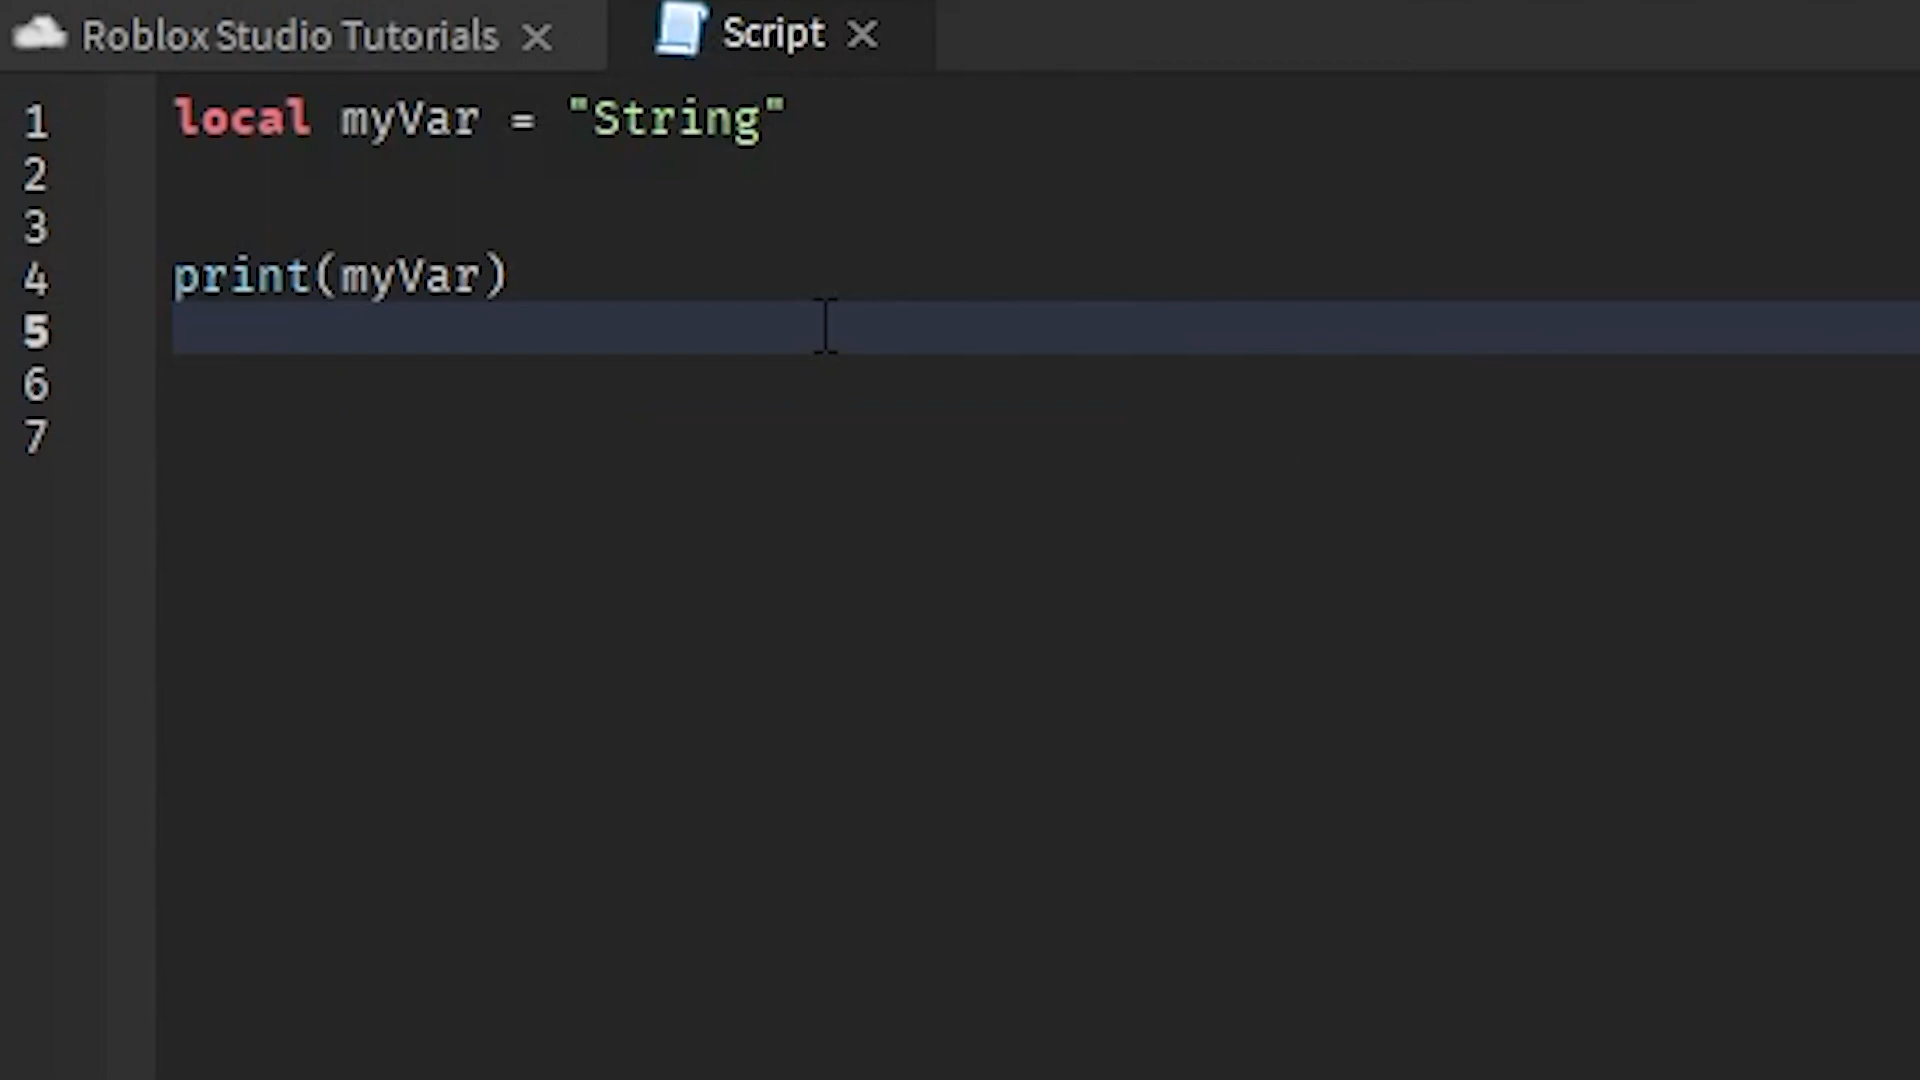 Roblox Studio Tutorials
Script
1 local myVar = "String"
2
3
4 print(myVar)
5
6
7